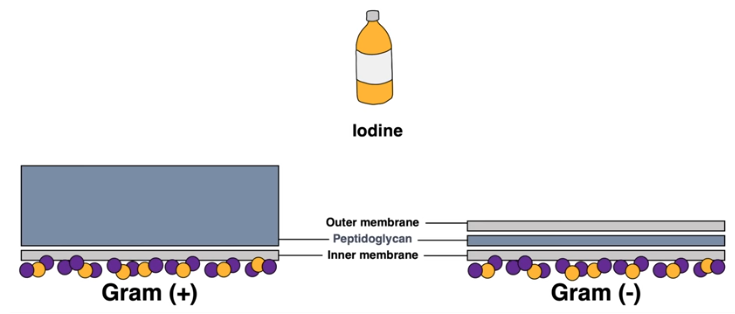 Iodine
Outer membrane
Peptidoglycan
Inner membrane
Gram (+)
Gram (-)